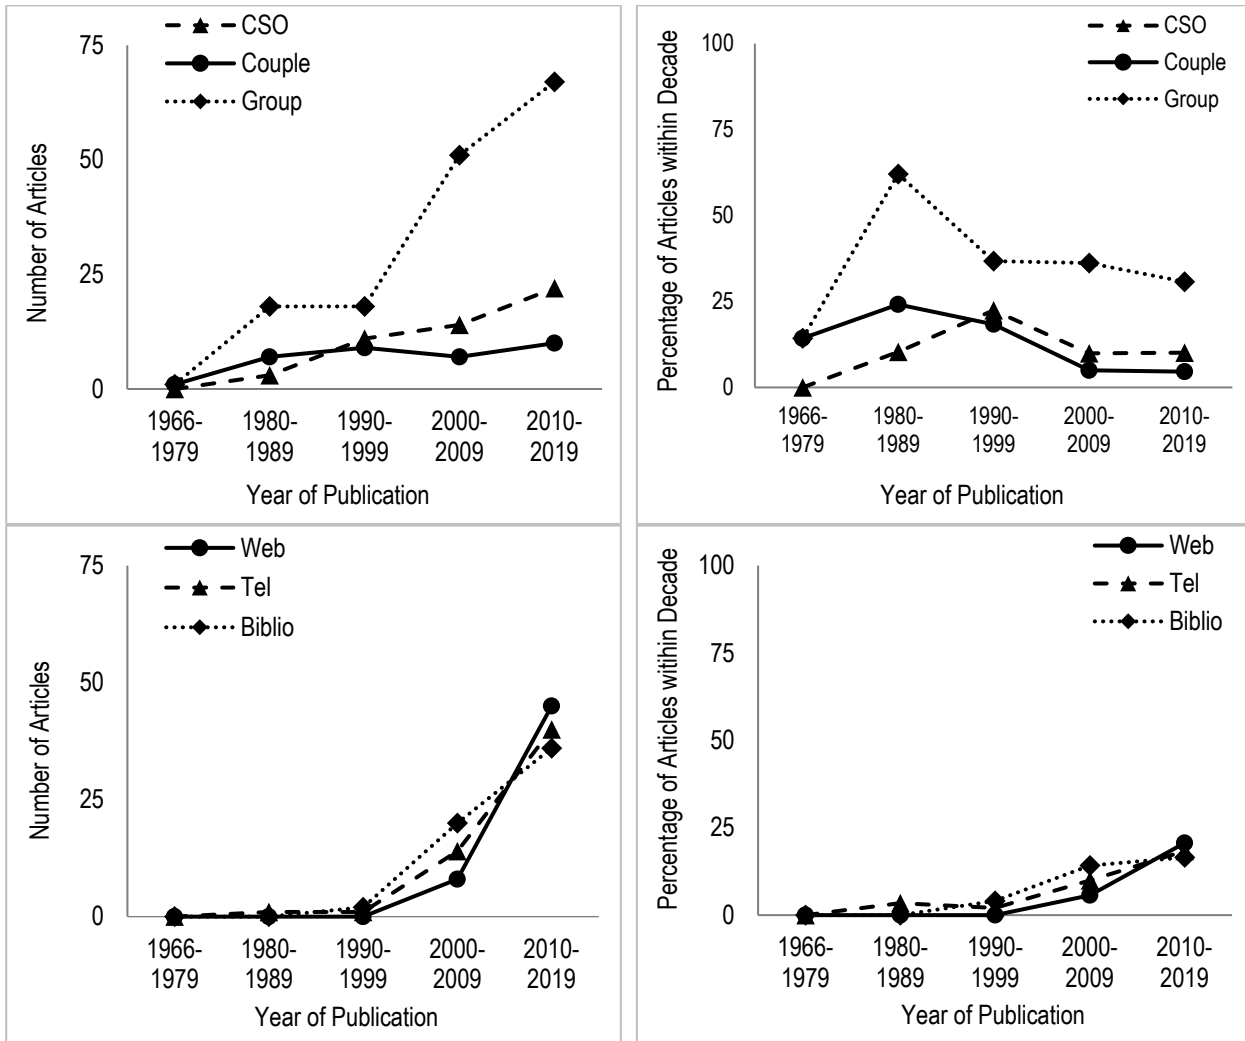 CSO
Couple
Group
75
50
25
0
Number of Articles
1966-
1979
1980-
1989
1990-
1999
2000-
2009
2010-
2019
Year of Publication
CSO
Couple
Group
100
75
50
25
0
Percentage of Articles wtihin Decade
1966-
1979
1980-
1989
1990-
1999
2000-
2009
2010-
2019
Year of Publication
Web
Tel
Biblio
75
50
25
0
Number of Articles
1966-
1979
1980-
1989
1990-
1999
2000-
2009
2010-
2019
Year of Publication
Web
Tel
Biblio
100
75
50
25
0
Percentage of Articles wtihin Decade
1966-
1979
1980-
1989
1990-
1999
2000-
2009
2010-
2019
Year of Publication